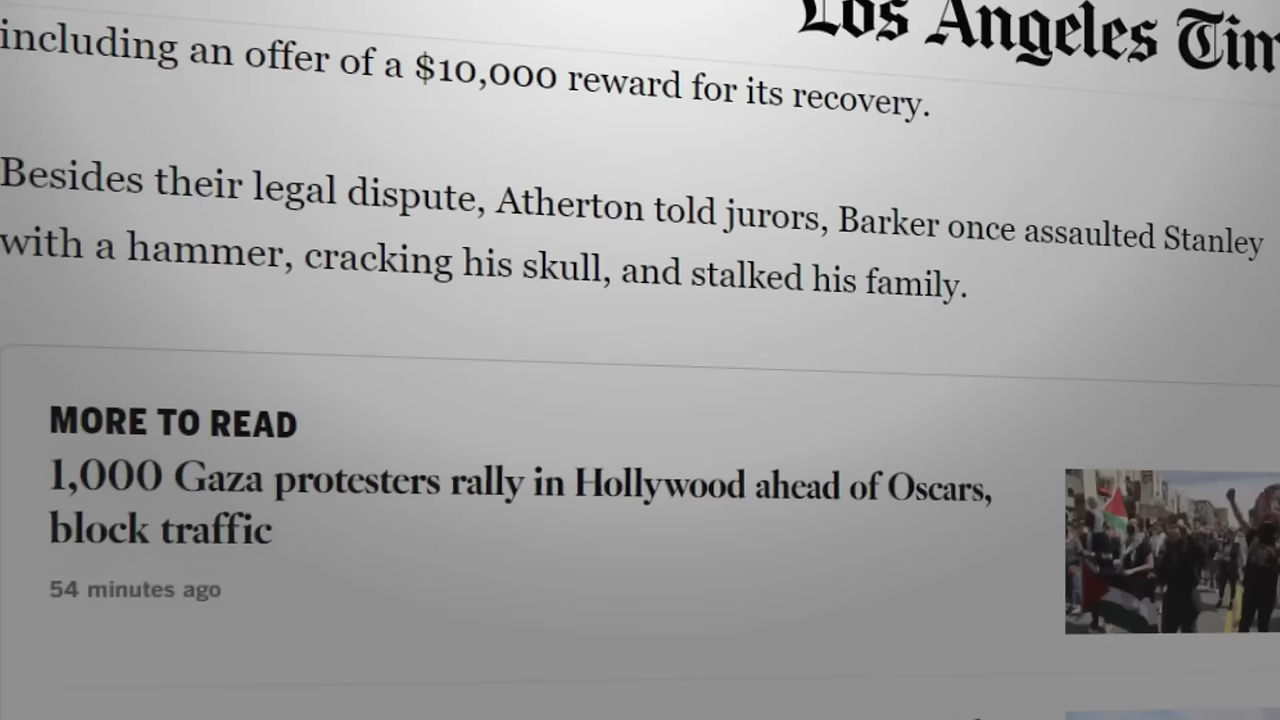 Los Angeles Tim
including an offer of a $10,000 reward for its recovery.
Besides their legal dispute, Atherton told jurors, Barker once assaulted Stanley
with a hammer, cracking his skull, and stalked his family.
MORE TO READ
1,000 Gaza protesters rally in Hollywood ahead of Oscars,
block traffic
54 minutes ago